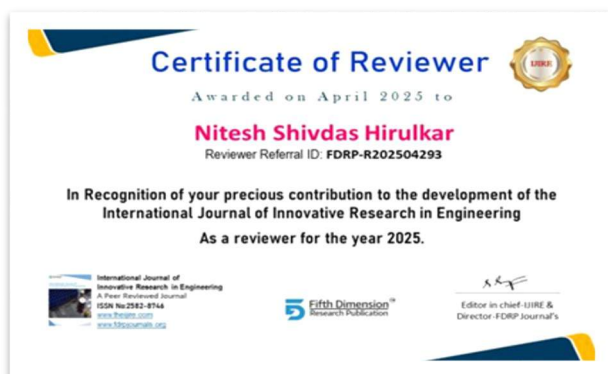 Certificate of Reviewer
IJIRE
Awarded on April 2025 to
Nitesh Shivdas Hirulkar
Reviewer Referral ID: FDRP-R202504293
In Recognition of your precious contribution to the development of the
International Journal of Innovative Research in Engineering
As a reviewer for the year 2025.
International Journal of
Innovative Research in Engineering
A Peer Reviewed Journal
ISSN No:2582-8746
www.theijire.com
www.fdrpjournals.org
Fifth Dimension™
Research Publication
Editor in chief-IJIRE &
Director-FDRP Journal's